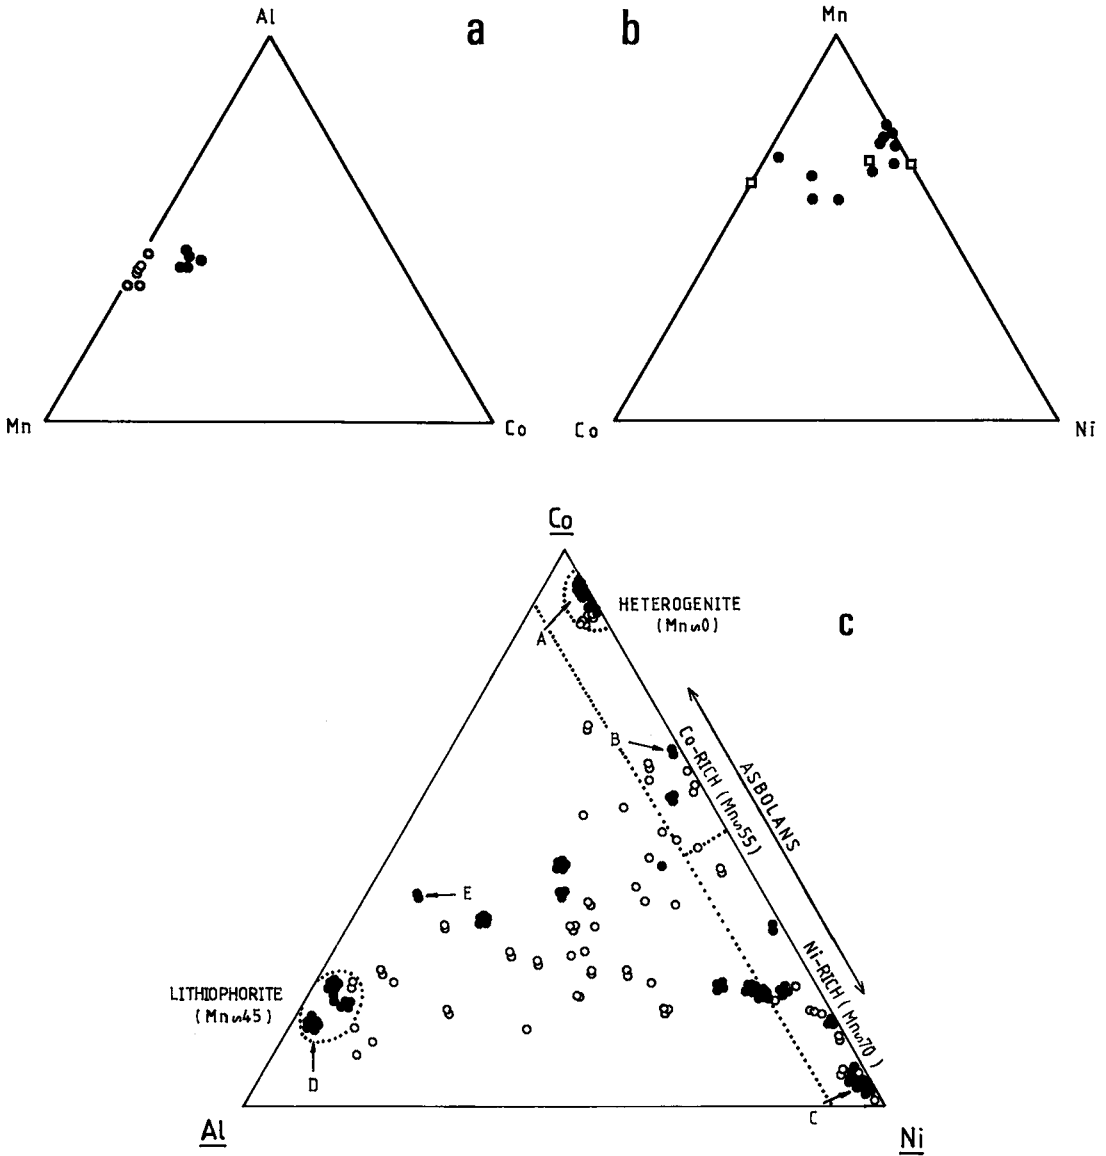 Al
a
b
Mn
Mn
Co
Co
Ni
Co
HETEROGENITE
(Mn∽0)
c
A
B
Co-RICH (Mn∽55)
ASBOLANS
E
Ni-RICH (Mn∽70)
LITHIOPHORITE
(Mn∽45)
D
C
Al
Ni